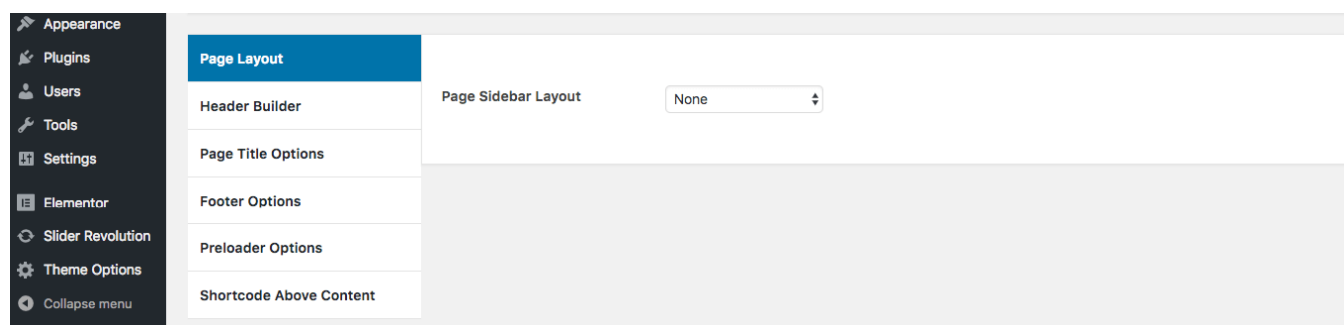 Appearance
Plugins
Users
Tools
Settings
Elementor
Slider Revolution
Theme Options
Collapse menu
Page Layout
Header Builder
Page Title Options
Footer Options
Preloader Options
Shortcode Above Content
Page Sidebar Layout None